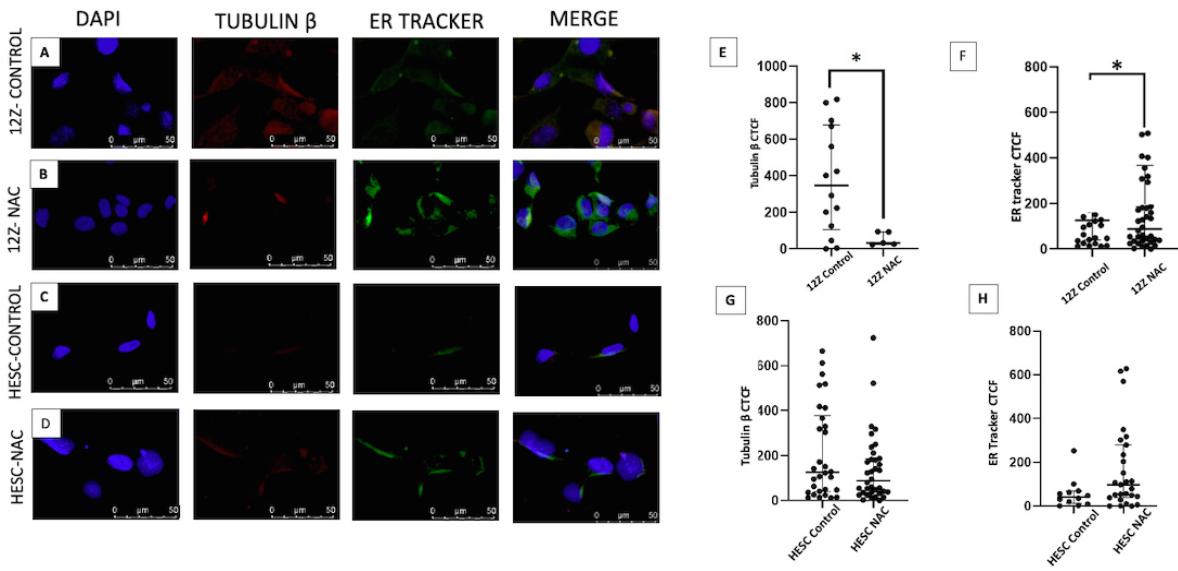 DAPI TUBULIN β ER TRACKER MERGE
12Z- CONTROL
A
0 µm 50 0 µm 50 0 µm 50 0 µm 50
12Z- NAC
B
0 µm 50 0 µm 50 0 µm 50 0 µm 50
HESC-CONTROL
C
0 µm 50 0 µm 50 0 µm 50 0 µm 50
HESC-NAC
D
0 µm 50 0 µm 50 0 µm 50 0 µm 50
E
*
Tubulin β CTCF
1000
800
600
400
200
0
12Z Control 12Z NAC
F
*
ER tracker CTCF
800
600
400
200
0
12Z Control 12Z NAC
G
Tubulin β CTCF
800
600
400
200
0
HESC Control HESC NAC
H
ER Tracker CTCF
800
600
400
200
0
HESC Control HESC NAC